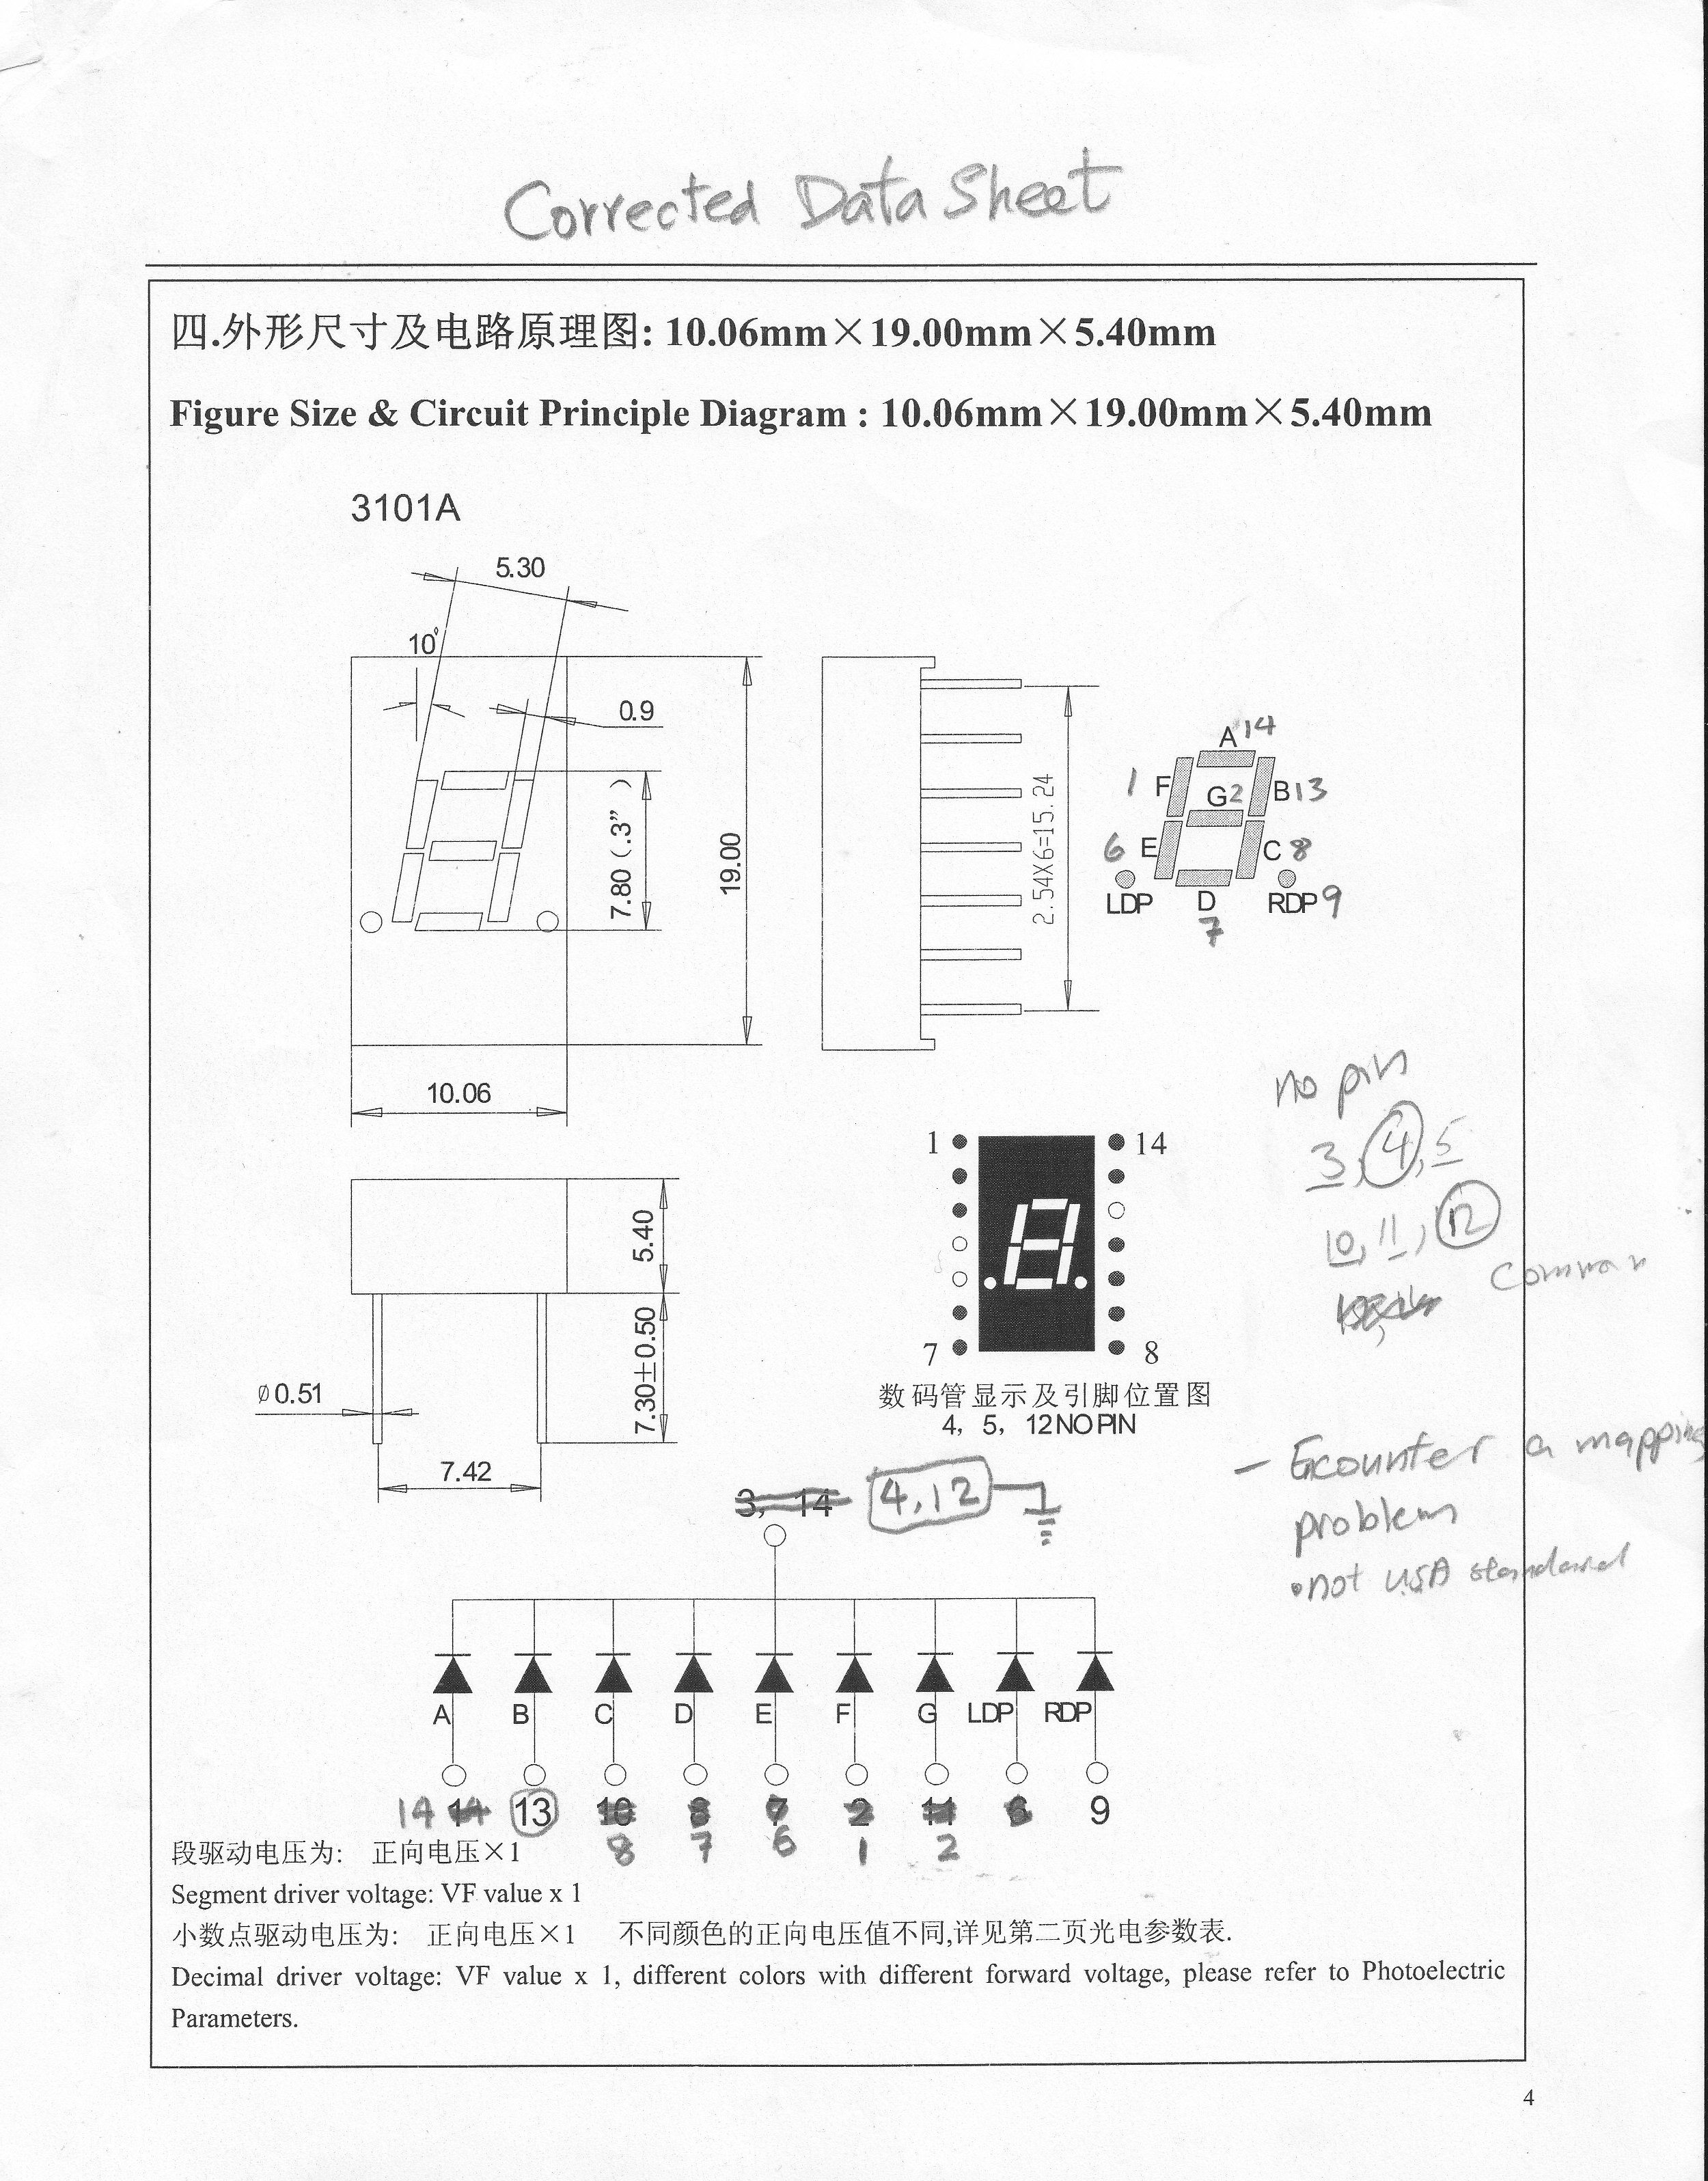 Corrected Data Sheet
四.外形尺寸及电路原理图: 10.06mm×19.00mm×5.40mm
Figure Size & Circuit Principle Diagram : 10.06mm×19.00mm×5.40mm
3101A
5.30
10°
0.9
7.80 (.3")
19.00
10.06
2.54X6=15.24
A 14
1 F
G 2
B 13
6 E
C 8
LDP
D
RDP 9
7
no pin
3, 4, 5
10, 11, 12
Common
1
14
7
8
数码管显示及引脚位置图
4, 5, 12NO PIN
5.40
7.30±0.50
Ø0.51
7.42
3, 14 4,12
- Ecounter a mapping
problem
•not USA standard
A B C D E F G LDP RDP
14 14 13 10 8 7 2 11 6 9
8 7 6 1 2
段驱动电压为: 正向电压×1
Segment driver voltage: VF value x 1
小数点驱动电压为: 正向电压×1 不同颜色的正向电压值不同,详见第二页光电参数表.
Decimal driver voltage: VF value x 1, different colors with different forward voltage, please refer to Photoelectric
Parameters.
4